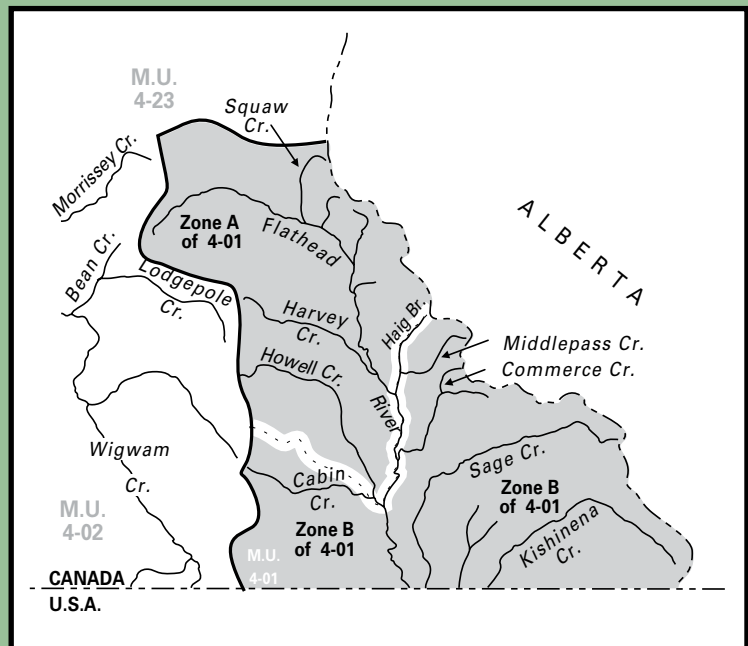 M.U.
4-23
Squaw
Cr.
Morrissey Cr.
ALBERTA
Zone A
of 4-01
Flathead
Bean Cr.
Lodgepole
Cr.
Harvey
Cr.
Haig Br.
Middlepass Cr.
Commerce Cr.
Howell Cr.
River
Wigwam
Cr.
Sage Cr.
Cabin
Cr.
Zone B
of 4-01
M.U.
4-02
Zone B
of 4-01
Kishinena
Cr.
M.U.
4-01
CANADA
U.S.A.